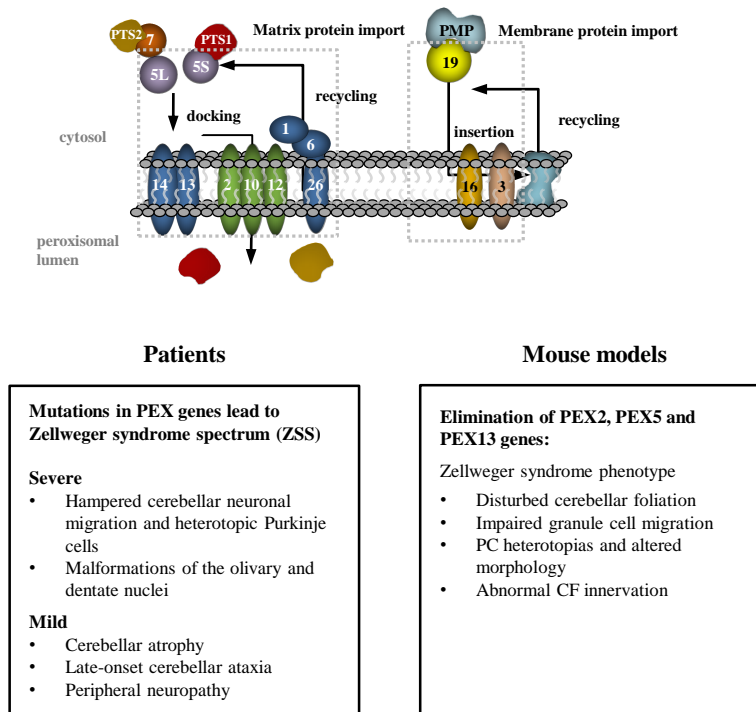 Matrix protein import
Membrane protein import
PTS2
7
PTS1
5L
5S
PMP
19
recycling
docking
1
6
insertion
recycling
cytosol
14
13
2
10
12
26
16
3
peroxisomal
lumen
Patients
Mouse models
Mutations in PEX genes lead to
Zellweger syndrome spectrum (ZSS)
Severe
• Hampered cerebellar neuronal
migration and heterotopic Purkinje
cells
• Malformations of the olivary and
dentate nuclei
Mild
• Cerebellar atrophy
• Late-onset cerebellar ataxia
• Peripheral neuropathy
Elimination of PEX2, PEX5 and
PEX13 genes:
Zellweger syndrome phenotype
• Disturbed cerebellar foliation
• Impaired granule cell migration
• PC heterotopias and altered
morphology
• Abnormal CF innervation